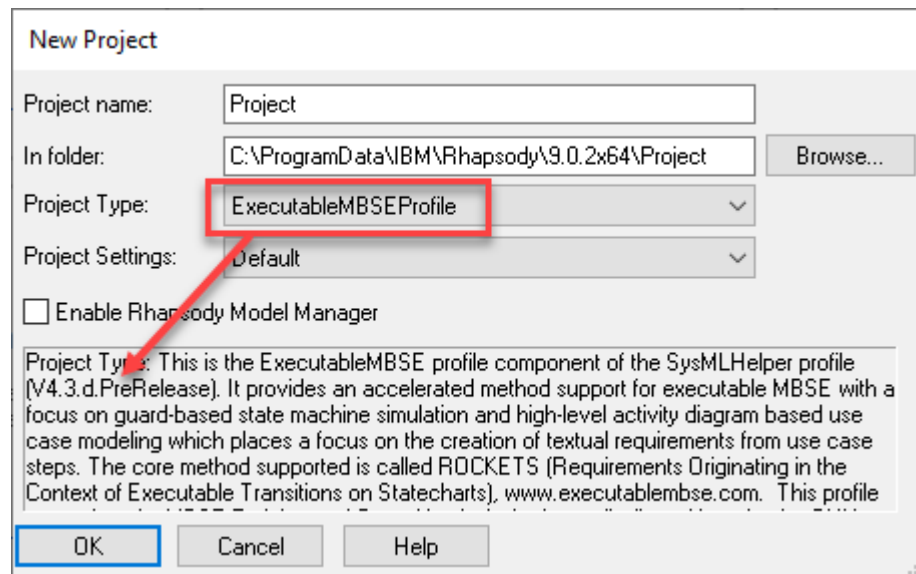 New Project
Project name: Project
In folder: C:\ProgramData\IBM\Rhapsody\9.0.2x64\Project Browse...
Project Type: ExecutableMBSEProfile
Project Settings: Default
Enable Rhapsody Model Manager
Project Type: This is the ExecutableMBSE profile component of the SysMLHelper profile
(V4.3.d.PreRelease). It provides an accelerated method support for executable MBSE with a
focus on guard-based state machine simulation and high-level activity diagram based use
case modeling which places a focus on the creation of textual requirements from use case
steps. The core method supported is called ROCKETS (Requirements Originating in the
Context of Executable Transitions on Statecharts), www.executablembse.com. This profile
OK Cancel Help